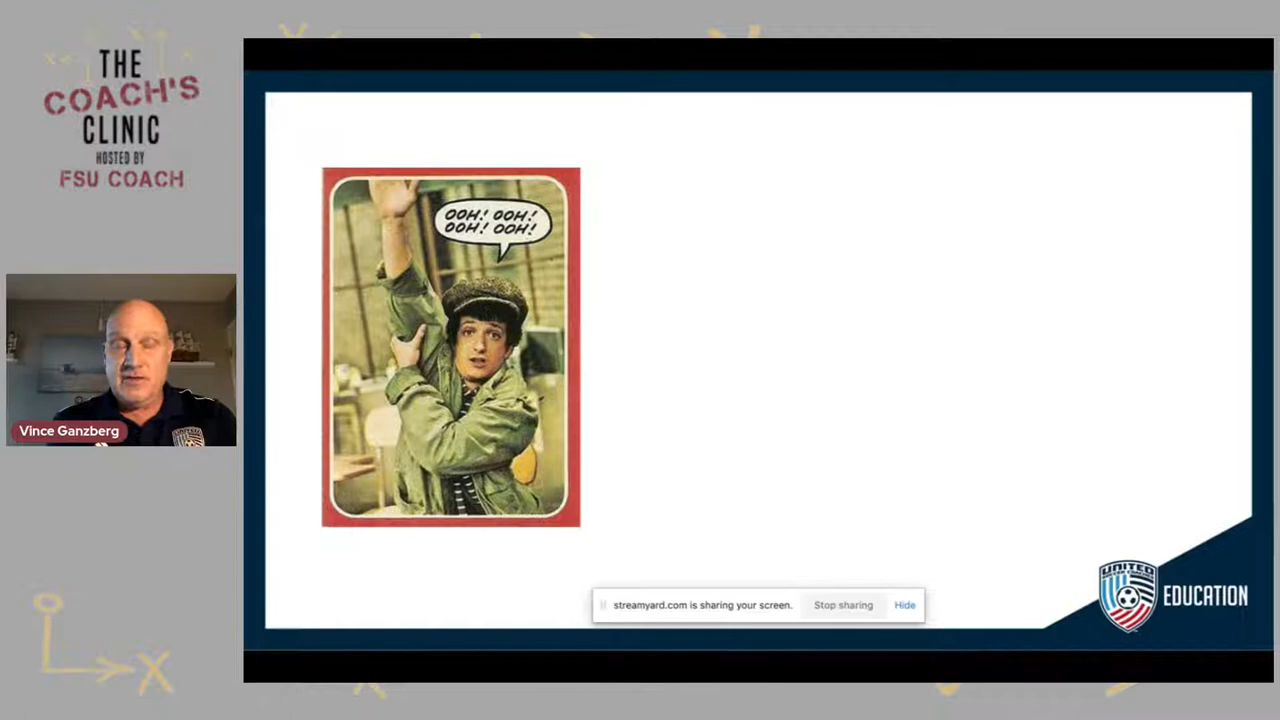 THE
COACH'S
CLINIC
HOSTED BY
FSU COACH
OOH! OOH!
OOH! OOH!
Vince Ganzberg
streamyard.com is sharing your screen. Stop sharing Hide
UNITED
EDUCATION